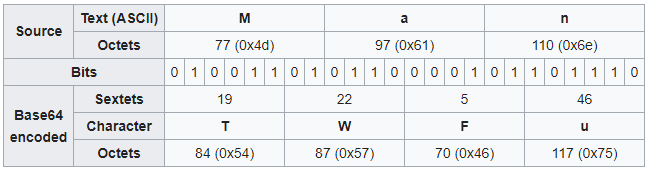 Source Text (ASCII) M a n
Octets 77 (0x4d) 97 (0x61) 110 (0x6e)
Bits 0 1 0 0 1 1 0 1 0 1 1 0 0 0 0 1 0 1 1 0 1 1 1 0
Base64 encoded Sextets 19 22 5 46
Character T W F u
Octets 84 (0x54) 87 (0x57) 70 (0x46) 117 (0x75)